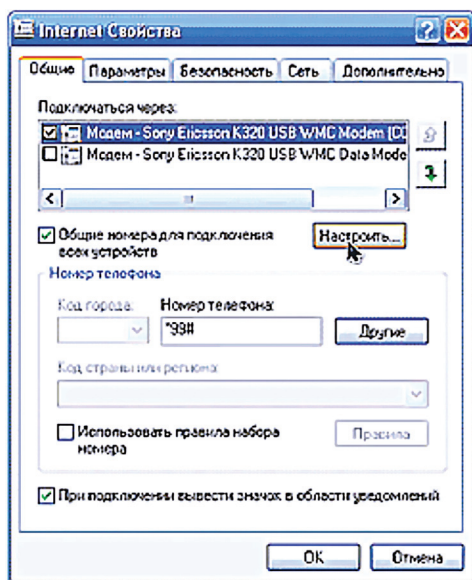 Internet Свойства
Общие Параметры Безопасность Сеть Дополнительно
Подключаться через:
Модем - Sony Ericsson K320 USB WMC Modem (CO
Модем - Sony Ericsson K320 USB WMC Data Mode
Общие номера для подключения
всех устройств
Настроить...
Номер телефона
Код города: Номер телефона:
*99# Другие
Код страны или региона:
Использовать правила набора
номера
Правила
При подключении вывести значок в области уведомлений
OK Отмена